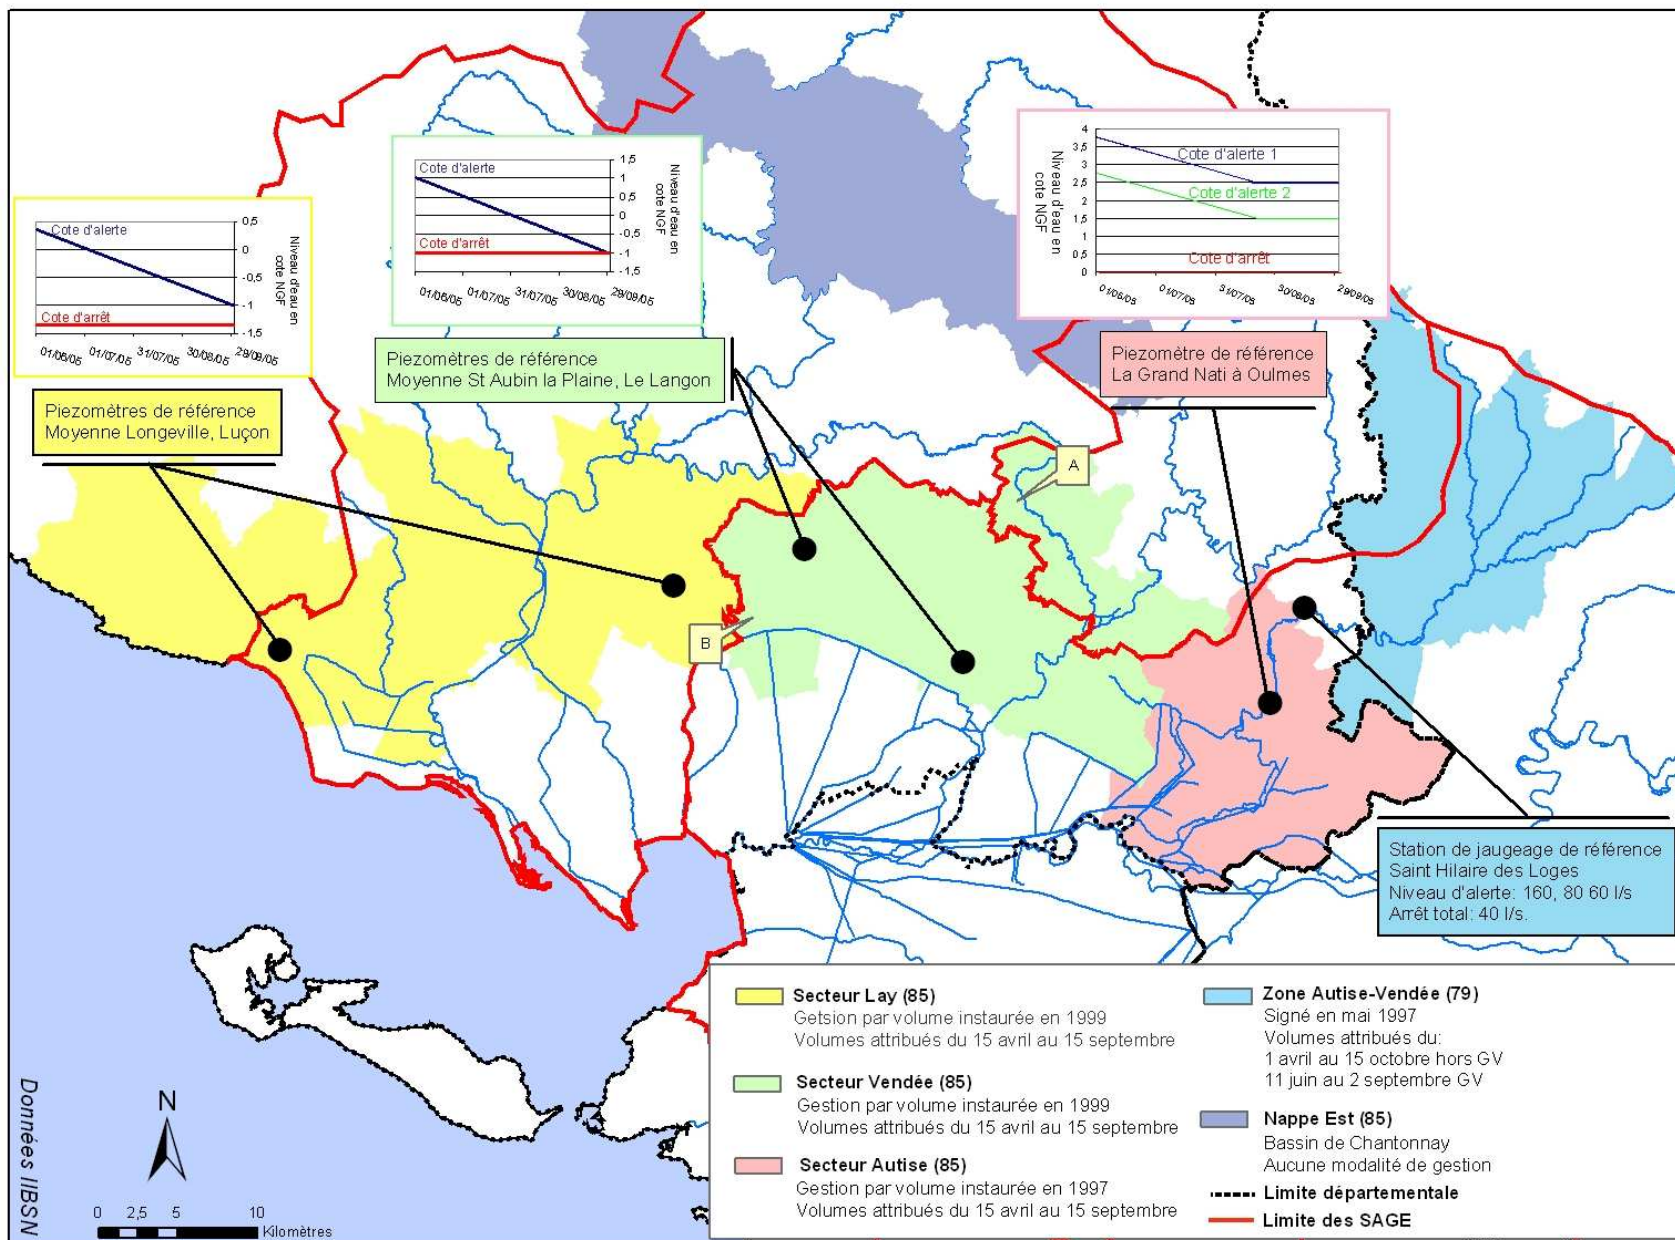 Cote d'alerte
Cote d'arrêt
0,5
0
-0,5
-1
-1,5
Niveau d'eau en
cote NGF
01/06/05
01/07/05
31/07/05
30/08/05
29/09/05
Piezomètres de référence
Moyenne Longeville, Luçon
Cote d'alerte
Cote d'arrêt
1,5
1
0,5
0
-0,5
-1
-1,5
Niveau d'eau en
cote NGF
01/06/05
01/07/05
31/07/05
30/08/05
29/09/05
Piezomètres de référence
Moyenne St Aubin la Plaine, Le Langon
Niveau d'eau en
cote NGF
4
3,5
3
2,5
2
1,5
1
0,5
0
Cote d'alerte 1
Cote d'alerte 2
Cote d'arrêt
01/06/05
01/07/05
31/07/05
30/08/05
29/09/05
Piezomètre de référence
La Grand Nati à Oulmes
A
B
Station de jaugeage de référence
Saint Hilaire des Loges
Niveau d'alerte: 160, 80 60 l/s
Arrêt total: 40 l/s.
Secteur Lay (85)
Getsion par volume instaurée en 1999
Volumes attribués du 15 avril au 15 septembre
Secteur Vendée (85)
Gestion par volume instaurée en 1999
Volumes attribués du 15 avril au 15 septembre
Secteur Autise (85)
Gestion par volume instaurée en 1997
Volumes attribués du 15 avril au 15 septembre
Zone Autise-Vendée (79)
Signé en mai 1997
Volumes attribués du:
1 avril au 15 octobre hors GV
11 juin au 2 septembre GV
Nappe Est (85)
Bassin de Chantonnay
Aucune modalité de gestion
Limite départementale
Limite des SAGE
Données IIBSN
N
0 2,5 5 10
Kilomètres